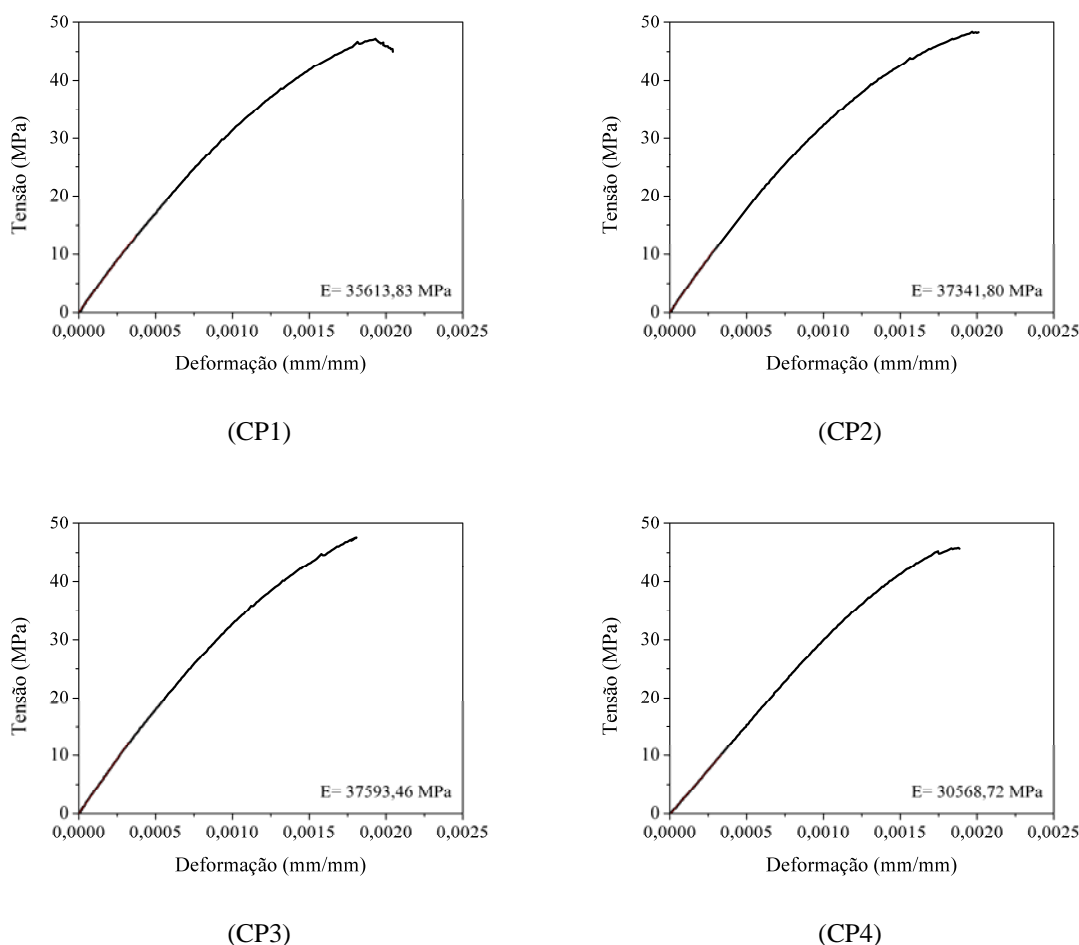 50
40
30
20
10
0
Tensão (MPa)
E= 35613,83 MPa
0,0000 0,0005 0,0010 0,0015 0,0020 0,0025
Deformação (mm/mm)
(CP1)
50
40
30
20
10
0
Tensão (MPa)
E= 37341,80 MPa
0,0000 0,0005 0,0010 0,0015 0,0020 0,0025
Deformação (mm/mm)
(CP2)
50
40
30
20
10
0
Tensão (MPa)
E= 37593,46 MPa
0,0000 0,0005 0,0010 0,0015 0,0020 0,0025
Deformação (mm/mm)
(CP3)
50
40
30
20
10
0
Tensão (MPa)
E= 30568,72 MPa
0,0000 0,0005 0,0010 0,0015 0,0020 0,0025
Deformação (mm/mm)
(CP4)